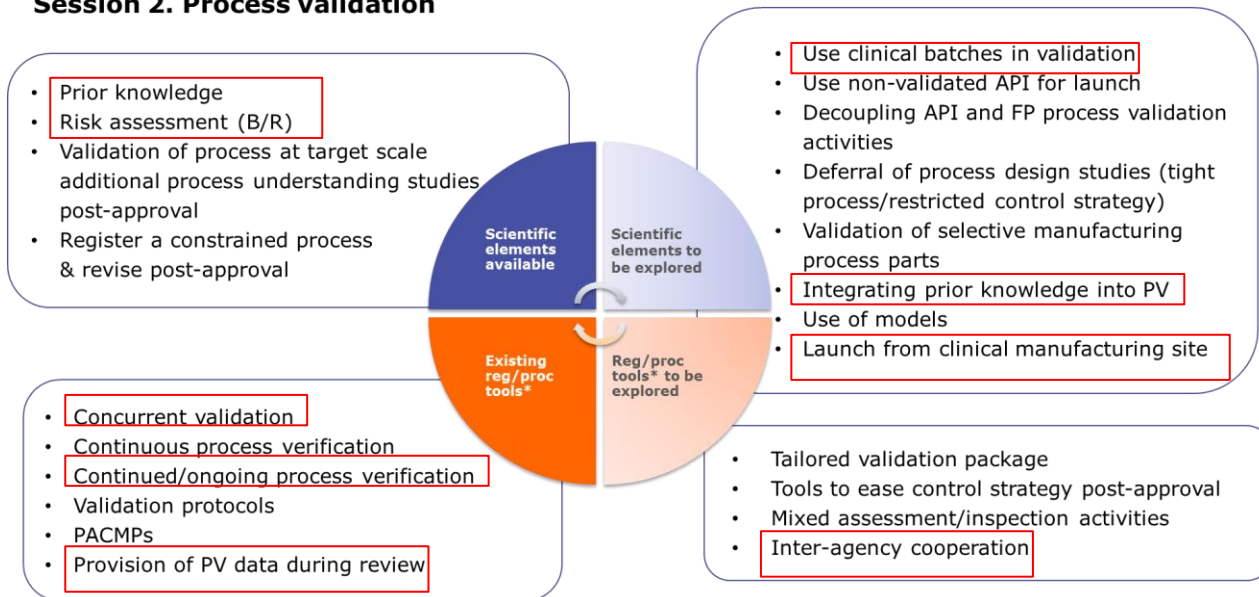 Session 2. Process validation
• Prior knowledge
• Risk assessment (B/R)
• Validation of process at target scale
additional process understanding studies
post-approval
• Register a constrained process
& revise post-approval
• Use clinical batches in validation
• Use non-validated API for launch
• Decoupling API and FP process validation
activities
• Deferral of process design studies (tight
process/restricted control strategy)
• Validation of selective manufacturing
process parts
• Integrating prior knowledge into PV
• Use of models
• Launch from clinical manufacturing site
Scientific
elements
available
Scientific
elements to
be explored
Existing
reg/proc
tools*
Reg/proc
tools* to be
explored
• Concurrent validation
• Continuous process verification
• Continued/ongoing process verification
• Validation protocols
• PACMPs
• Provision of PV data during review
• Tailored validation package
• Tools to ease control strategy post-approval
• Mixed assessment/inspection activities
• Inter-agency cooperation